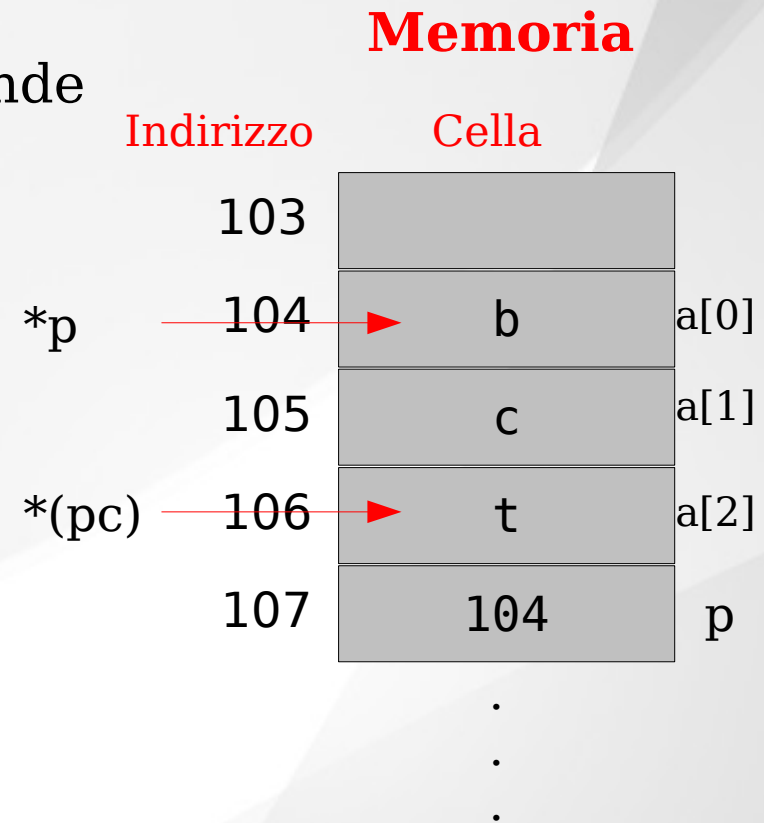 Memoria
nde
Indirizzo Cella
103
*p 104 b a[0]
105 c a[1]
*(pc) 106 t a[2]
107 104 p
.
.
.